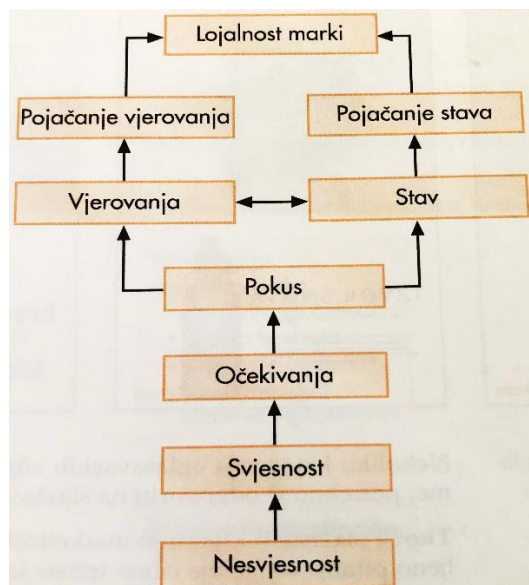 Lojalnost marki
Pojačanje vjerovanja
Pojačanje stava
Vjerovanja
Stav
Pokus
Očekivanja
Svjesnost
Nesvjesnost